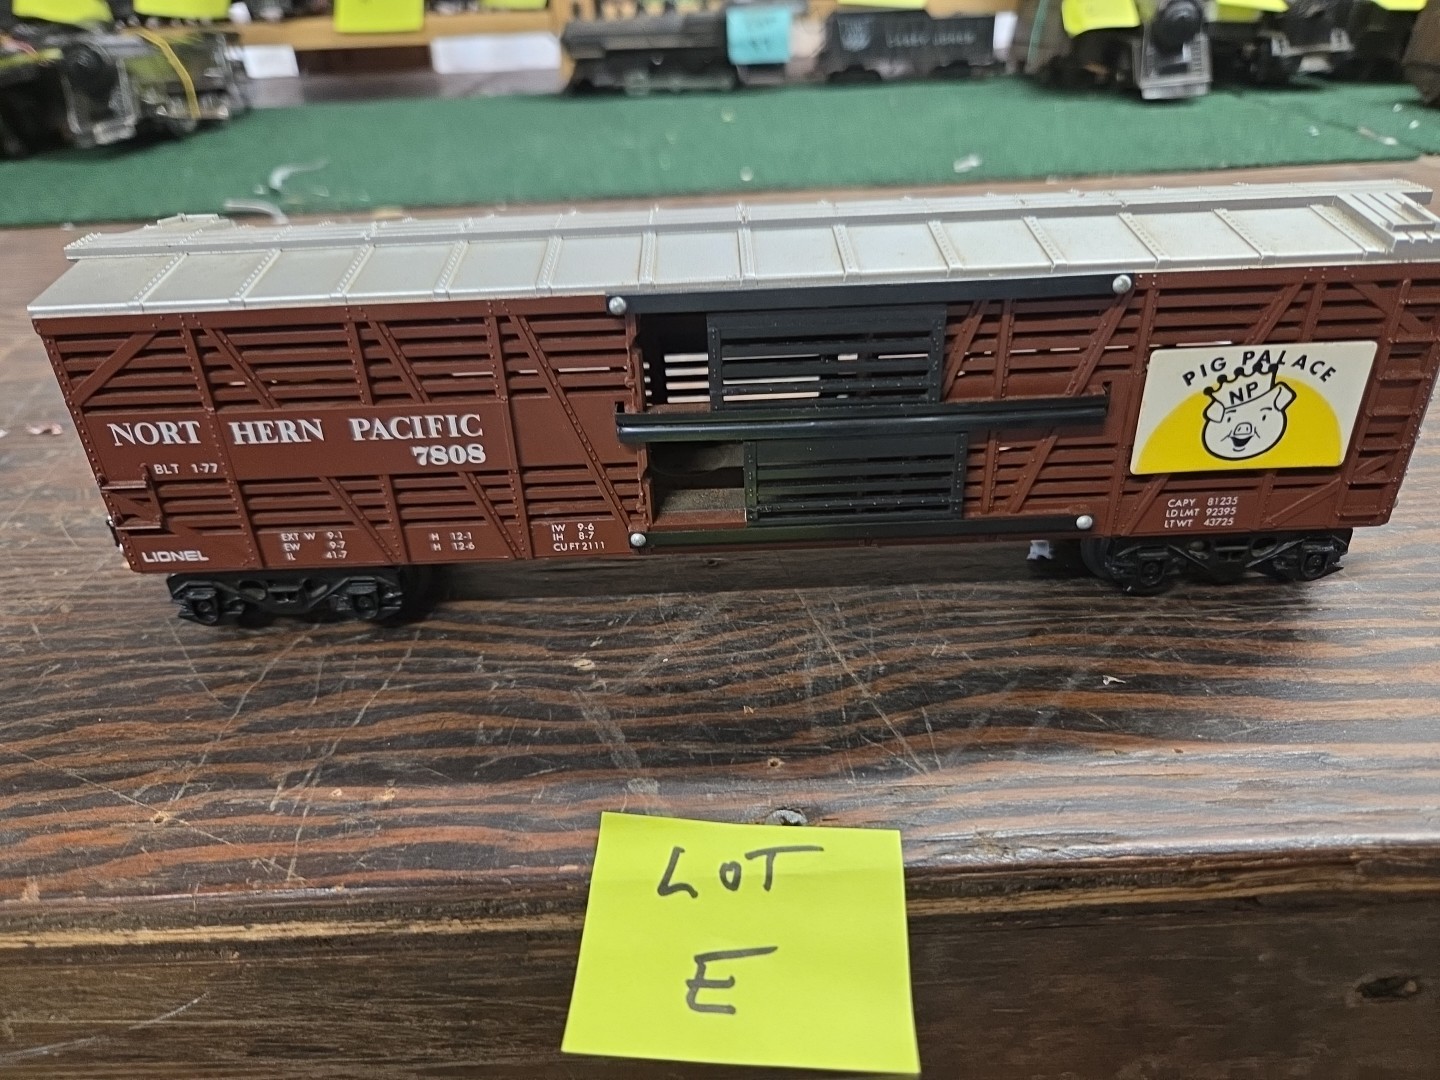 NORTHERN PACIFIC
7808
BLT 1-77
LIONEL
EXT W 9-1
EW 9-7
IL 41-7
H 12-1
H 12-6
IW 9-6
IH 8-7
CU FT 2111
PIG PALACE
NP
CAPY 81235
LD LMT 92395
LT WT 43725
LOT
E